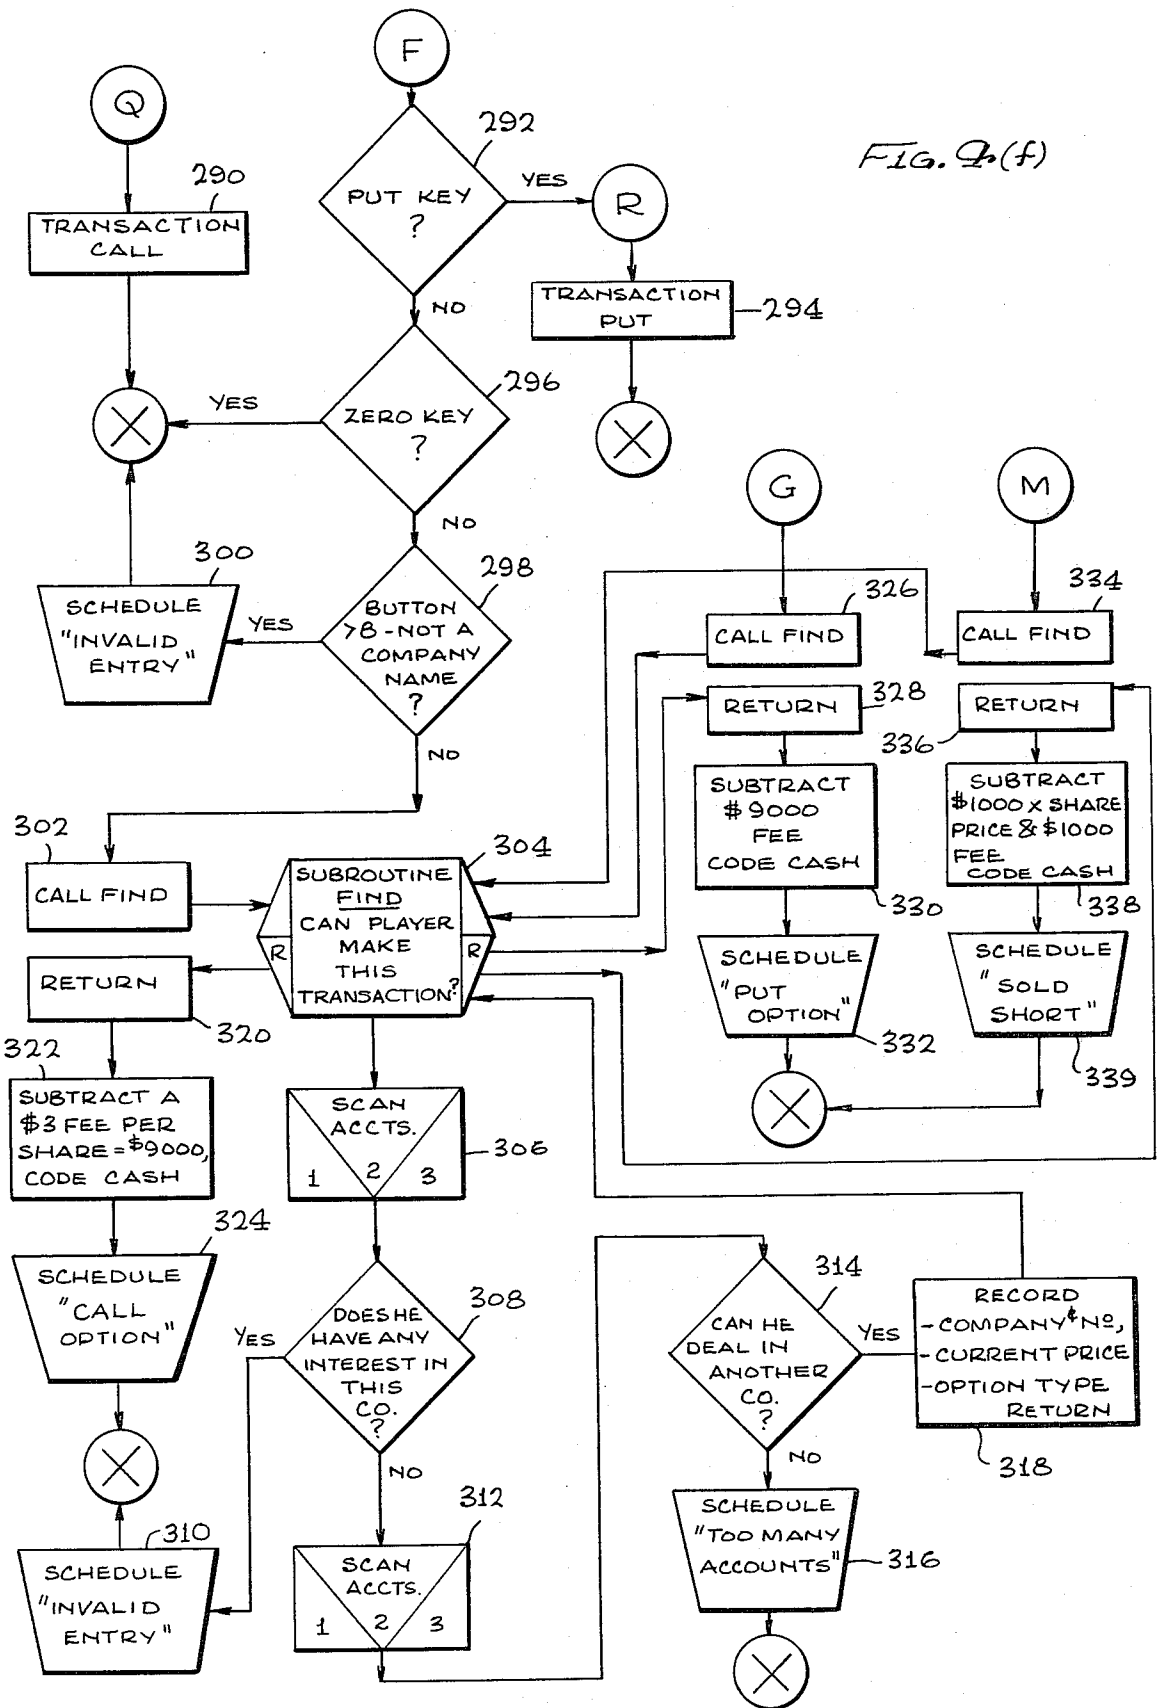 FIG. 9b(f)
Q
290
TRANSACTION
CALL
F
292
PUT KEY
?
YES
R
TRANSACTION
PUT
294
NO
296
ZERO KEY
?
YES
NO
298
BUTTON
>8 - NOT A
COMPANY
NAME
?
YES
300
SCHEDULE
"INVALID
ENTRY"
NO
302
CALL FIND
304
SUBROUTINE
FIND
CAN PLAYER
MAKE
THIS
TRANSACTION?
R
R
RETURN
320
322
SUBTRACT A
$3 FEE PER
SHARE = $9000,
CODE CASH
324
SCHEDULE
"CALL
OPTION"
SCAN
ACCTS.
1 2 3
306
DOES HE
HAVE ANY
INTEREST IN
THIS
CO.
?
308
YES
NO
310
SCHEDULE
"INVALID
ENTRY"
312
SCAN
ACCTS.
1 2 3
314
CAN HE
DEAL IN
ANOTHER
CO.
?
YES
NO
SCHEDULE
"TOO MANY
ACCOUNTS"
316
RECORD
- COMPANY & NO,
- CURRENT PRICE
- OPTION TYPE
RETURN
318
G
326
CALL FIND
328
RETURN
SUBTRACT
$9000
FEE
CODE CASH
330
SCHEDULE
"PUT
OPTION"
332
M
334
CALL FIND
RETURN
336
SUBTRACT
$1000 x SHARE
PRICE & $1000
FEE
CODE CASH
338
SCHEDULE
"SOLD
SHORT"
339